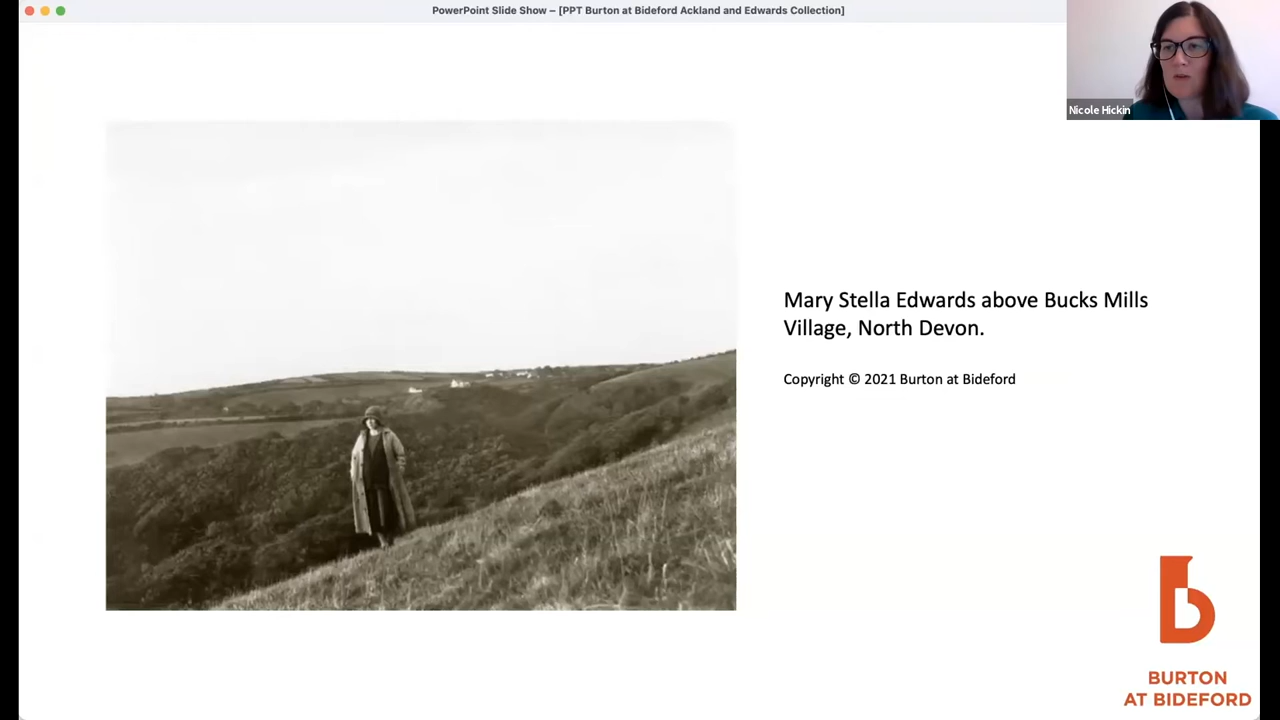 PowerPoint Slide Show – [PPT Burton at Bideford Ackland and Edwards Collection]
Nicole Hickin
Mary Stella Edwards above Bucks Mills
Village, North Devon.
Copyright © 2021 Burton at Bideford
BURTON
AT BIDEFORD